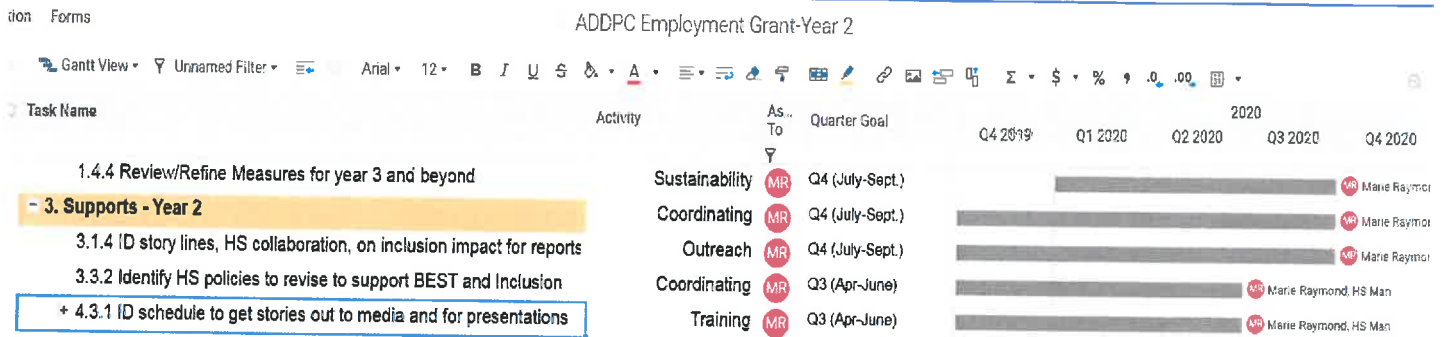 tion Forms
ADDPC Employment Grant-Year 2
Gantt View Unnamed Filter Arial 12 B I U S A Σ $ % , .0 .00
Task Name Activity As... To Quarter Goal
2020
Q4 2019 Q1 2020 Q2 2020 Q3 2020 Q4 2020
1.4.4 Review/Refine Measures for year 3 and beyond Sustainability MR Q4 (July-Sept.) MR Marie Raymor
- 3. Supports - Year 2 Coordinating MR Q4 (July-Sept.) MR Marie Raymor
3.1.4 ID story lines, HS collaboration, on inclusion impact for reports Outreach MR Q4 (July-Sept.) MR Marie Raymor
3.3.2 Identify HS policies to revise to support BEST and Inclusion Coordinating MR Q3 (Apr-June) MR Marie Raymond, HS Man
+ 4.3.1 ID schedule to get stories out to media and for presentations Training MR Q3 (Apr-June) MR Marie Raymond, HS Man